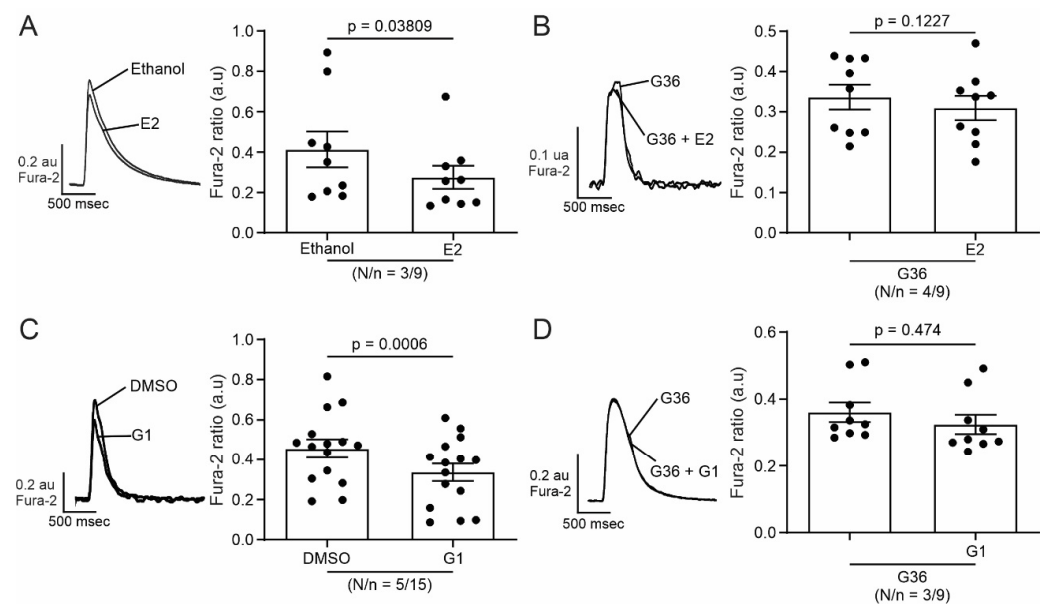 A
Ethanol
E2
0.2 au
Fura-2
500 msec
Fura-2 ratio (a.u)
1.0
0.8
0.6
0.4
0.2
0.0
p = 0.03809
Ethanol
E2
(N/n = 3/9)
B
G36
G36 + E2
0.1 ua
Fura-2
500 msec
Fura-2 ratio (a.u)
0.5
0.4
0.3
0.2
0.1
0.0
p = 0.1227
E2
G36
(N/n = 4/9)
C
DMSO
G1
0.2 au
Fura-2
500 msec
Fura-2 ratio (a.u)
1.0
0.8
0.6
0.4
0.2
0.0
p = 0.0006
DMSO
G1
(N/n = 5/15)
D
G36
G36 + G1
0.2 au
Fura-2
500 msec
Fura-2 ratio (a.u)
0.6
0.4
0.2
0.0
p = 0.474
G1
G36
(N/n = 3/9)